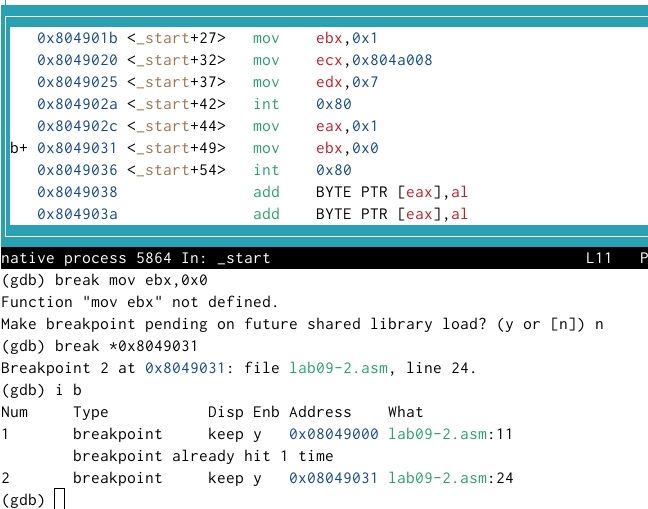 0x804901b <_start+27> mov ebx,0x1
0x8049020 <_start+32> mov ecx,0x804a008
0x8049025 <_start+37> mov edx,0x7
0x804902a <_start+42> int 0x80
0x804902c <_start+44> mov eax,0x1
b+ 0x8049031 <_start+49> mov ebx,0x0
0x8049036 <_start+54> int 0x80
0x8049038 add BYTE PTR [eax],al
0x804903a add BYTE PTR [eax],al
native process 5864 In: _start L11 P
(gdb) break mov ebx,0x0
Function "mov ebx" not defined.
Make breakpoint pending on future shared library load? (y or [n]) n
(gdb) break *0x8049031
Breakpoint 2 at 0x8049031: file lab09-2.asm, line 24.
(gdb) i b
Num Type Disp Enb Address What
1 breakpoint keep y 0x08049000 lab09-2.asm:11
breakpoint already hit 1 time
2 breakpoint keep y 0x08049031 lab09-2.asm:24
(gdb)